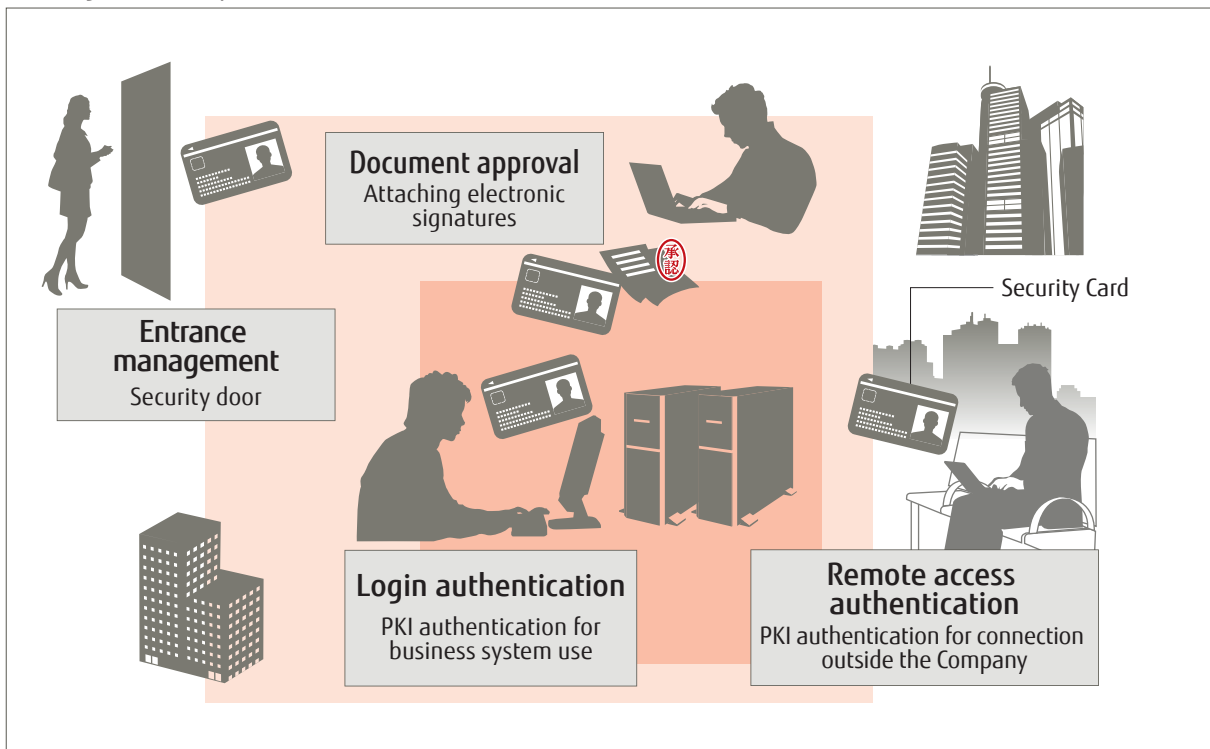 Document approval
Attaching electronic
signatures
承認
Security Card
Entrance
management
Security door
Login authentication
PKI authentication for
business system use
Remote access
authentication
PKI authentication for connection
outside the Company